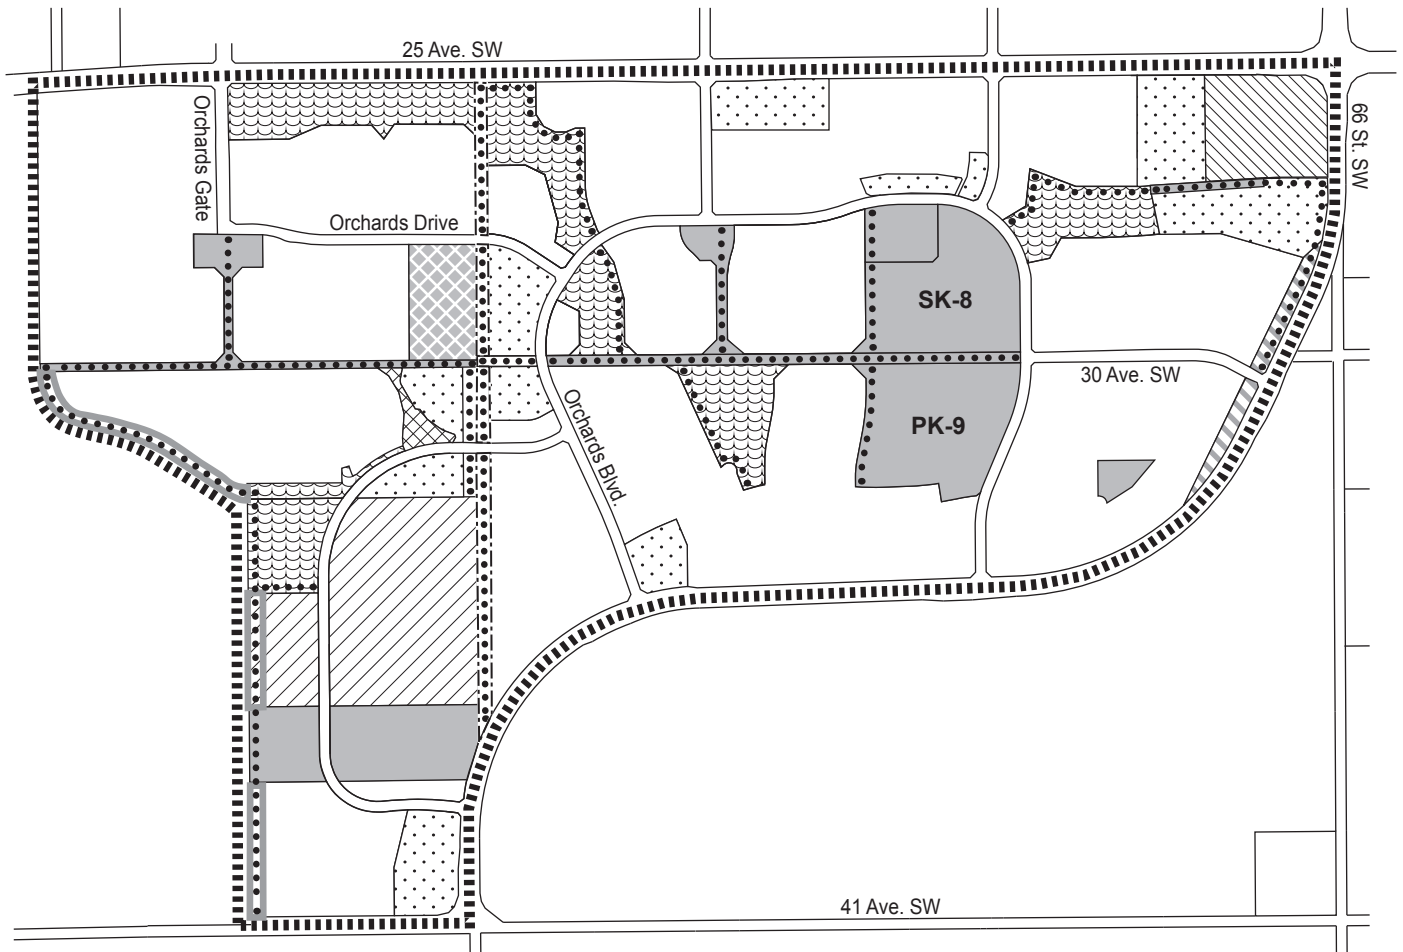 25 Ave. SW
Orchards Gate
66 St. SW
Orchards Drive
SK-8
30 Ave. SW
Orchards Blvd.
PK-9
41 Ave. SW